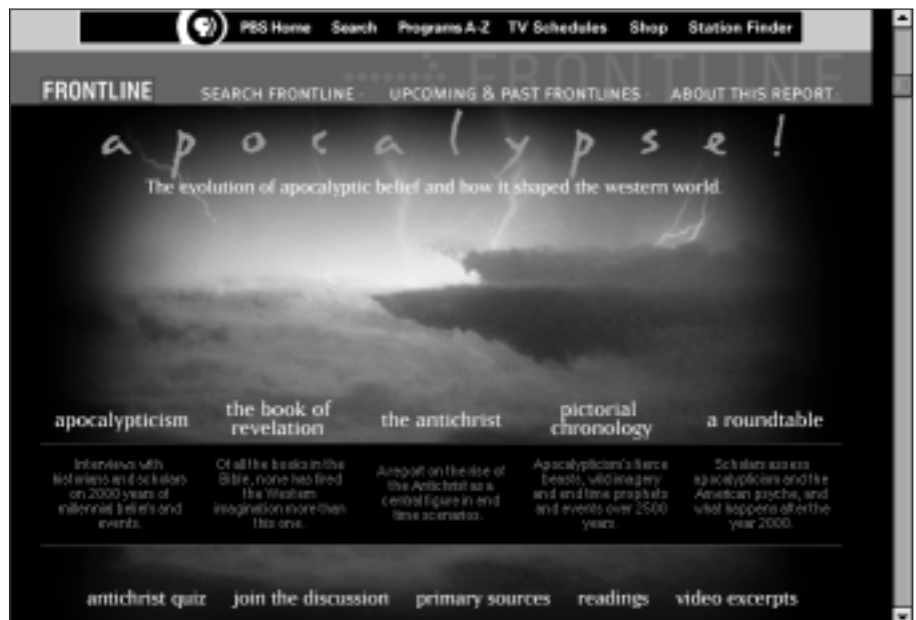 PBS Home Search Programs A-Z TV Schedules Shop Station Finder
FRONTLINE
FRONTLINE SEARCH FRONTLINE · UPCOMING & PAST FRONTLINES · ABOUT THIS REPORT ·
apocalypse!
The evolution of apocalyptic belief and how it shaped the western world.
apocalypticism
Interviews with
historians and scholars
on 2000 years of
millennial beliefs and
events.
the book of
revelation
Of all the books in the
Bible, none has fired
the Western
imagination more than
this one.
the antichrist
A report on the rise of
the Antichrist as a
central figure in end
time scenarios.
pictorial
chronology
Apocalypticism's fierce
beasts, wild imagery
and end time prophets
and events over 2500
years.
a roundtable
Scholars assess
apocalypticism and the
American psyche, and
what happens after the
year 2000.
antichrist quiz join the discussion primary sources readings video excerpts